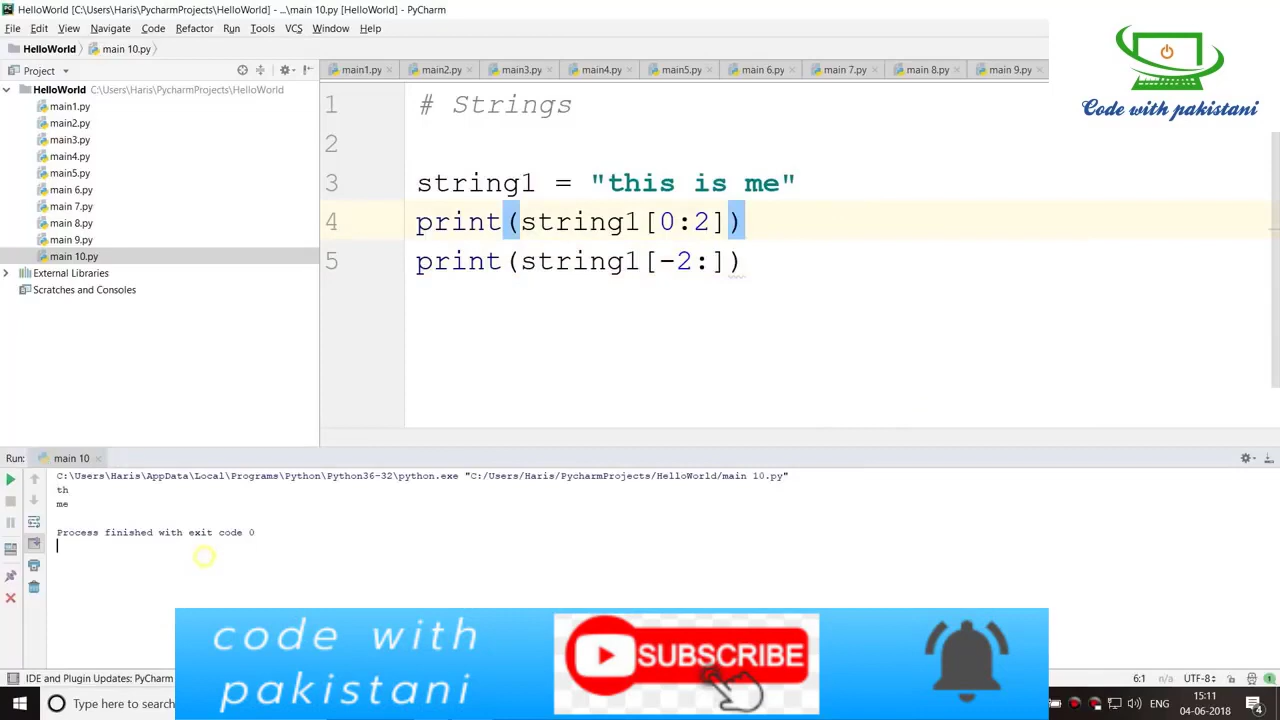 HelloWorld [C:\Users\Haris\PycharmProjects\HelloWorld] - ...\main 10.py [HelloWorld] - PyCharm
File Edit View Navigate Code Refactor Run Tools VCS Window Help
HelloWorld main 10.py
Project
main1.py main2.py main3.py main4.py main5.py main 6.py main 7.py main 8.py main 9.py
HelloWorld C:\Users\Haris\PycharmProjects\HelloWorld
main1.py
main2.py
main3.py
main4.py
main5.py
main 6.py
main 7.py
main 8.py
main 9.py
main 10.py
External Libraries
Scratches and Consoles
1 # Strings
2
3 string1 = "this is me"
4 print(string1[0:2])
5 print(string1[-2:])
Code with pakistani
Run: main 10
C:\Users\Haris\AppData\Local\Programs\Python\Python36-32\python.exe "C:/Users/Haris/PycharmProjects/HelloWorld/main 10.py"
th
me
Process finished with exit code 0
code with
pakistani
SUBSCRIBE
IDE and Plugin Updates: PyCharm
6:1 n/a UTF-8 1
Type here to search
ENG
15:11
04-06-2018
4